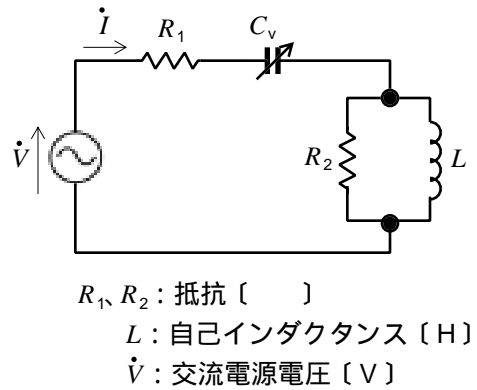 İ R₁ Cᵥ
V̇ R₂ L
R₁、R₂：抵抗〔　　〕
L：自己インダクタンス〔H〕
V̇：交流電源電圧〔V〕